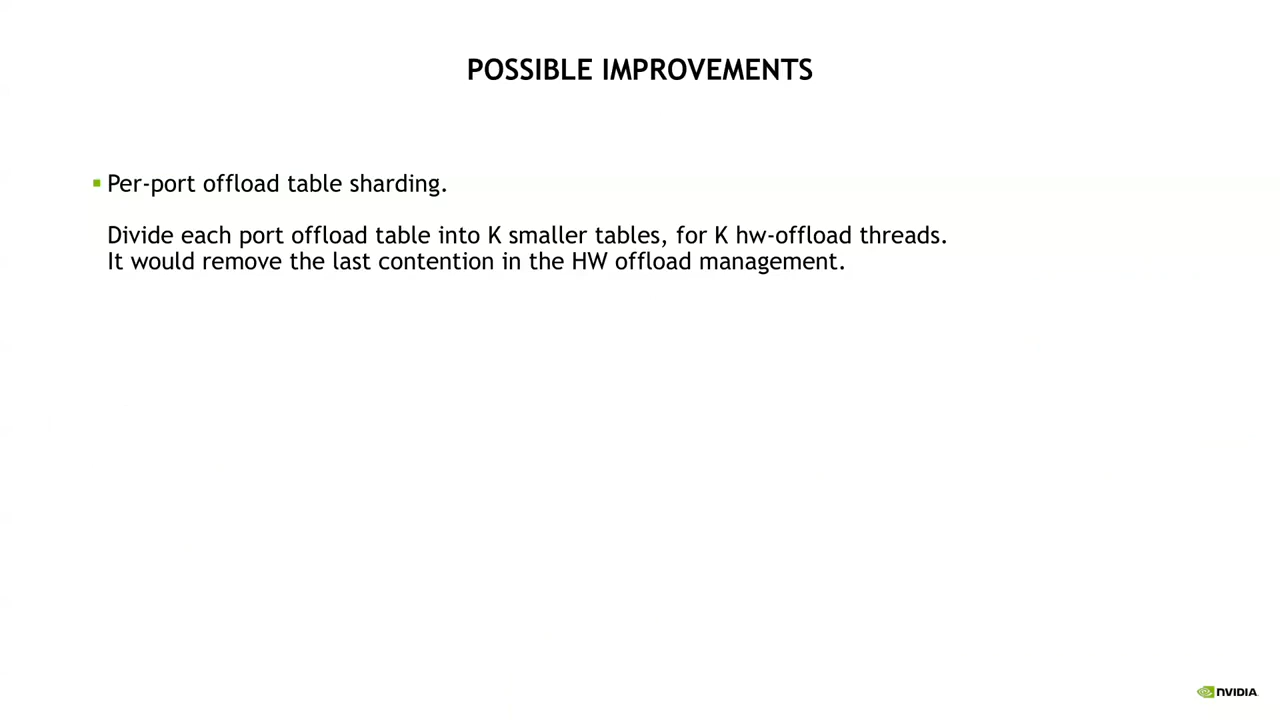 POSSIBLE IMPROVEMENTS
Per-port offload table sharding.
Divide each port offload table into K smaller tables, for K hw-offload threads.
It would remove the last contention in the HW offload management.
NVIDIA